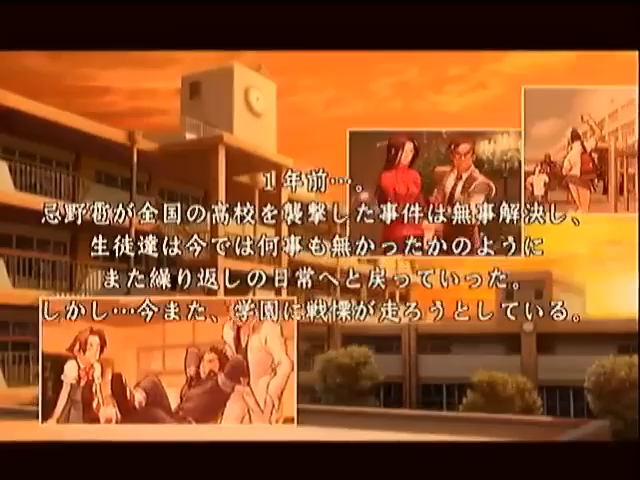 １年前…。
忌野雹が全国の高校を襲撃した事件は無事解決し、
生徒達は今では何事も無かったかのように
また繰り返しの日常へと戻っていった。
しかし…今また、学園に戦慄が走ろうとしている。